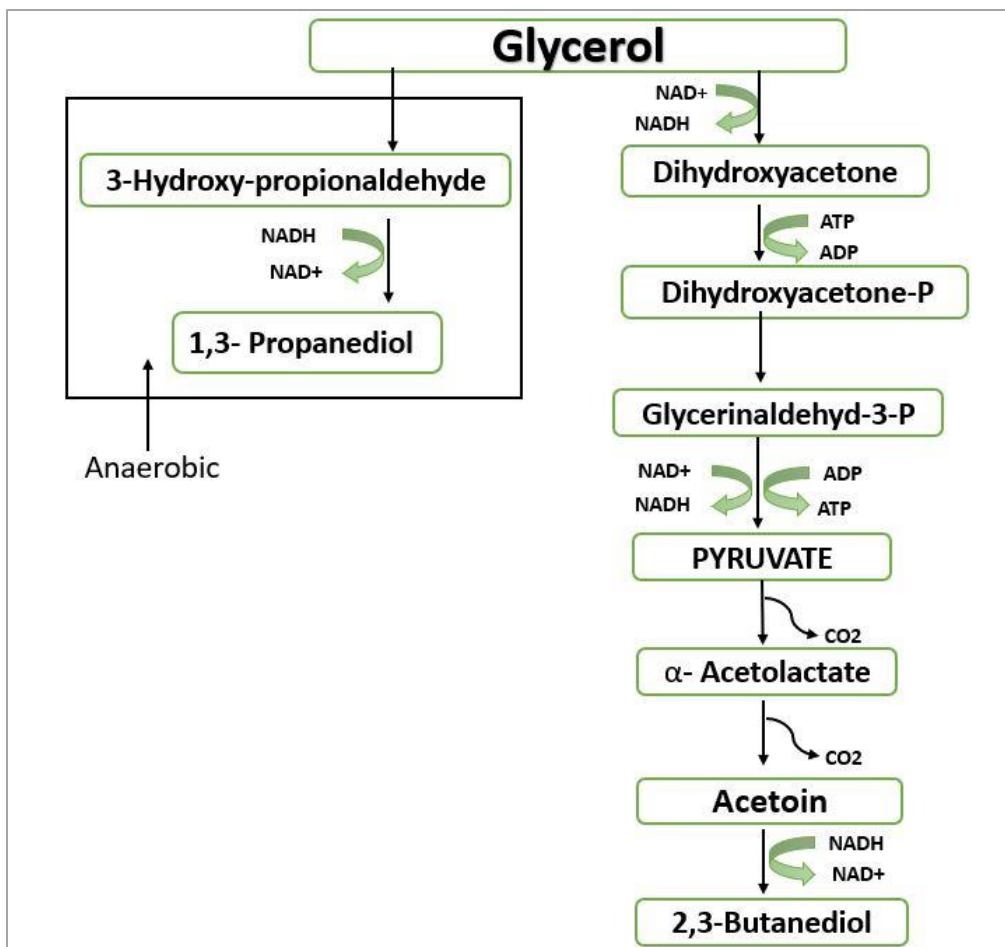 Glycerol
3-Hydroxy-propionaldehyde
NADH
NAD+
1,3- Propanediol
Anaerobic
NAD+
NADH
Dihydroxyacetone
ATP
ADP
Dihydroxyacetone-P
Glycerinaldehyd-3-P
NAD+
NADH
ADP
ATP
PYRUVATE
CO2
α- Acetolactate
CO2
Acetoin
NADH
NAD+
2,3-Butanediol